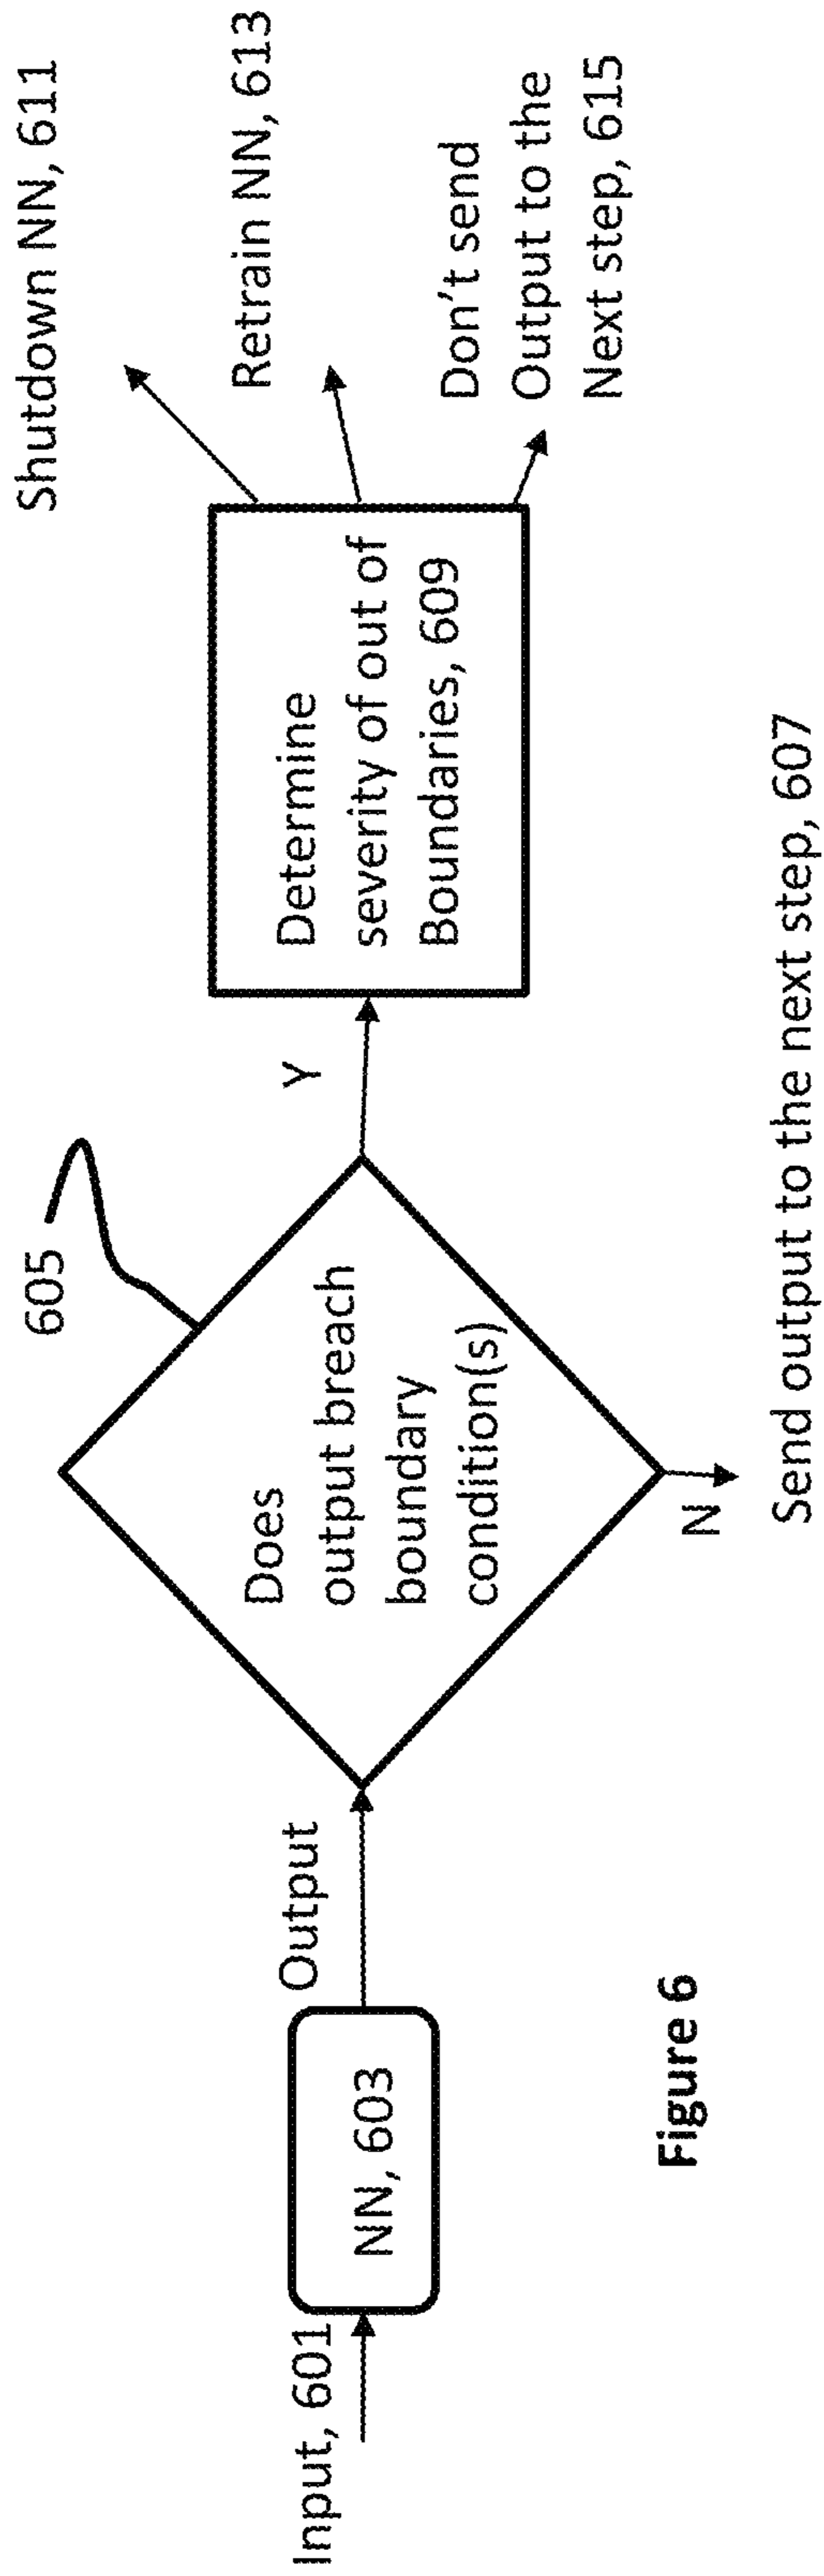 Input, 601
NN, 603
Output
605
Does
output breach
boundary
condition(s)
Y
N
Send output to the next step, 607
Determine
severity of out of
Boundaries, 609
Shutdown NN, 611
Retrain NN, 613
Don't send
Output to the
Next step, 615
Figure 6